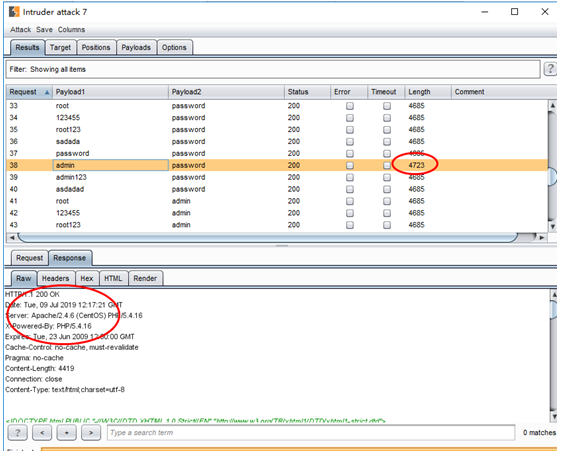 Intruder attack 7
Attack Save Columns
Results Target Positions Payloads Options
Filter: Showing all items ?
Request Payload1 Payload2 Status Error Timeout Length Comment
33 root password 200 4685
34 123455 password 200 4685
35 root123 password 200 4685
36 sadada password 200 4685
37 password password 200 4685
38 admin password 200 4723
39 admin123 password 200 4685
40 asdadad password 200 4685
41 root admin 200 4685
42 123455 admin 200 4685
43 root123 admin 200 4685
Request Response
Raw Headers Hex HTML Render
HTTP/1.1 200 OK
Date: Tue, 09 Jul 2019 12:17:21 GMT
Server: Apache/2.4.6 (CentOS) PHP/5.4.16
X-Powered-By: PHP/5.4.16
Expires: Tue, 23 Jun 2009 12:00:00 GMT
Cache-Control: no-cache, must-revalidate
Pragma: no-cache
Content-Length: 4419
Connection: close
Content-Type: text/html;charset=utf-8
<!DOCTYPE html PUBLIC "-//W3C//DTD XHTML 1.0 Strict//EN" "http://www.w3.org/TR/xhtml1/DTD/xhtml1-strict.dtd">
? < + > Type a search term 0 matches